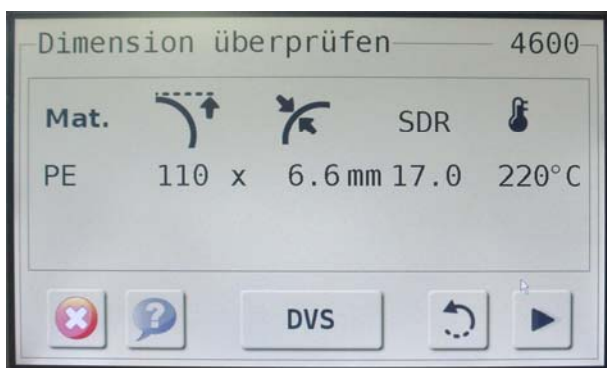 Dimension überprüfen 4600
Mat. SDR
PE 110 x 6.6 mm 17.0 220°C
? DVS